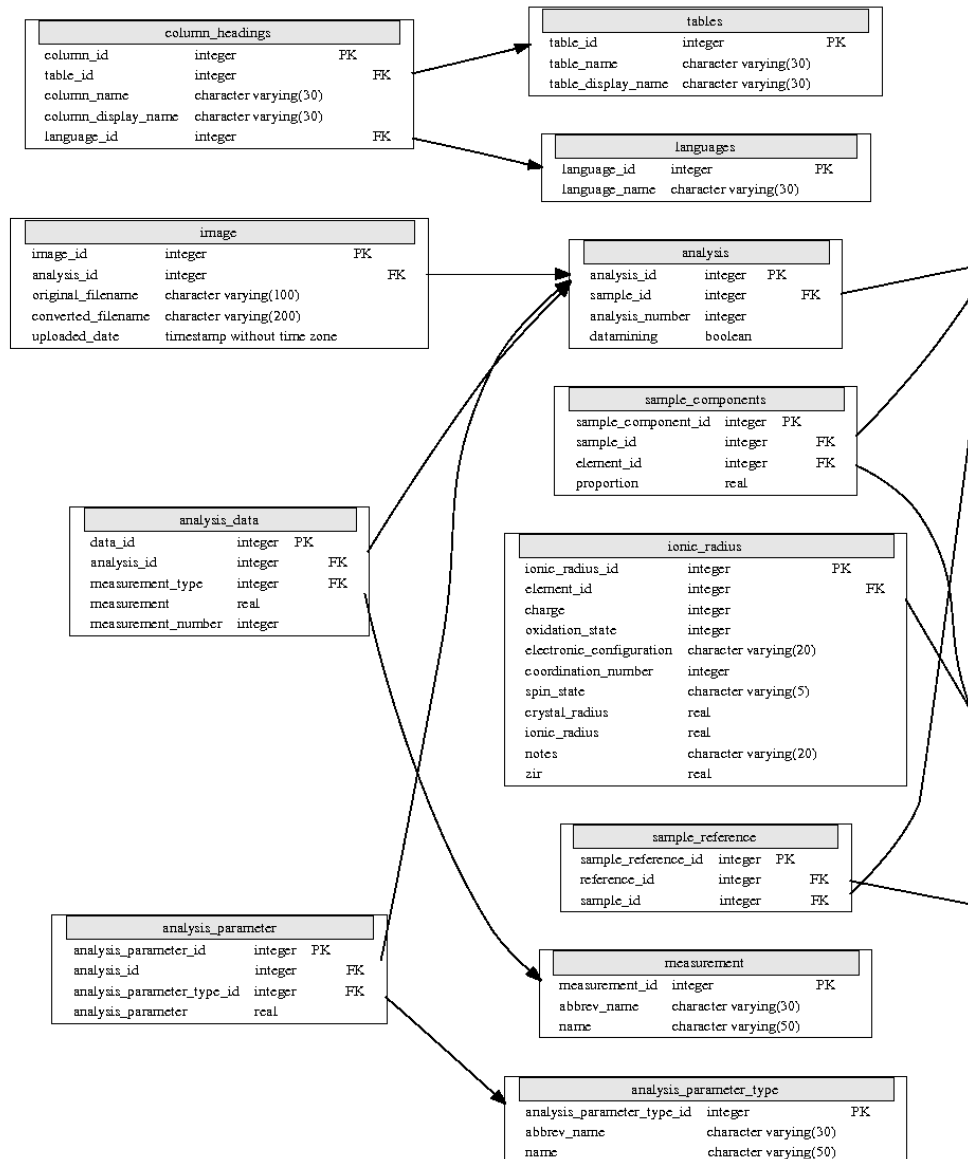 column_headings
column_id integer PK
table_id integer FK
column_name character varying(30)
column_display_name character varying(30)
language_id integer FK
tables
table_id integer PK
table_name character varying(30)
table_display_name character varying(30)
languages
language_id integer PK
language_name character varying(30)
image
image_id integer PK
analysis_id integer FK
original_filename character varying(100)
converted_filename character varying(200)
uploaded_date timestamp without time zone
analysis
analysis_id integer PK
sample_id integer FK
analysis_number integer
datamining boolean
sample_components
sample_component_id integer PK
sample_id integer FK
element_id integer FK
proportion real
analysis_data
data_id integer PK
analysis_id integer FK
measurement_type integer FK
measurement real
measurement_number integer
ionic_radius
ionic_radius_id integer PK
element_id integer FK
charge integer
oxidation_state integer
electronic_configuration character varying(20)
coordination_number integer
spin_state character varying(5)
crystal_radius real
ionic_radius real
notes character varying(20)
zir real
sample_reference
sample_reference_id integer PK
reference_id integer FK
sample_id integer FK
analysis_parameter
analysis_parameter_id integer PK
analysis_id integer FK
analysis_parameter_type_id integer FK
analysis_parameter real
measurement
measurement_id integer PK
abbrev_name character varying(30)
name character varying(50)
analysis_parameter_type
analysis_parameter_type_id integer PK
abbrev_name character varying(30)
name character varying(50)